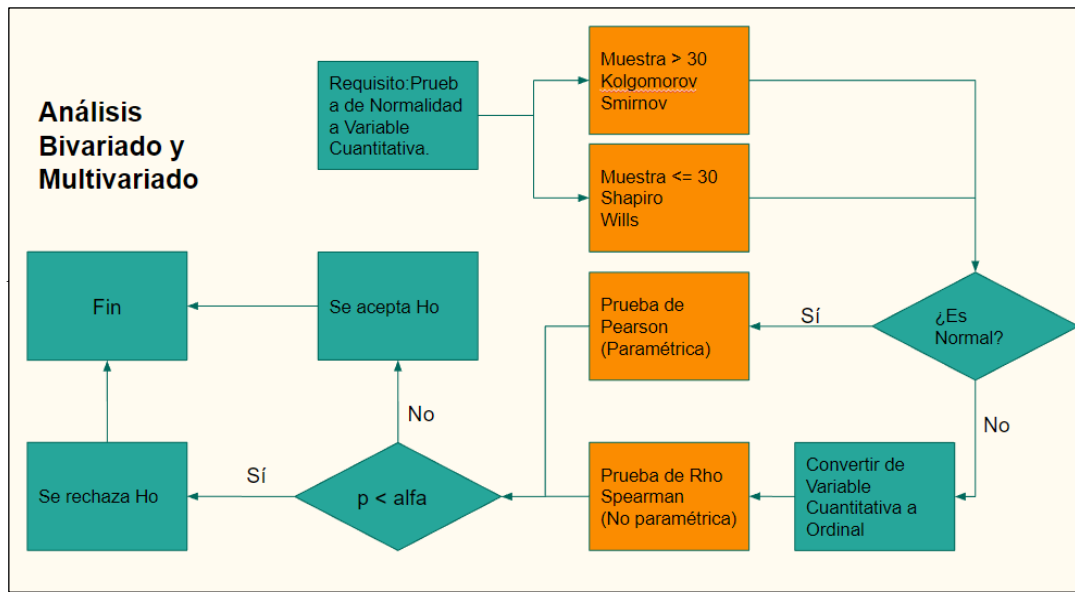 Análisis
Bivariado y
Multivariado
Requisito:Prueb
a de Normalidad
a Variable
Cuantitativa.
Muestra > 30
Kolgomorov
Smirnov
Muestra <= 30
Shapiro
Wills
¿Es
Normal?
Sí
Prueba de
Pearson
(Paramétrica)
No
Convertir de
Variable
Cuantitativa a
Ordinal
Prueba de Rho
Spearman
(No paramétrica)
p < alfa
No
Se acepta Ho
Sí
Se rechaza Ho
Fin